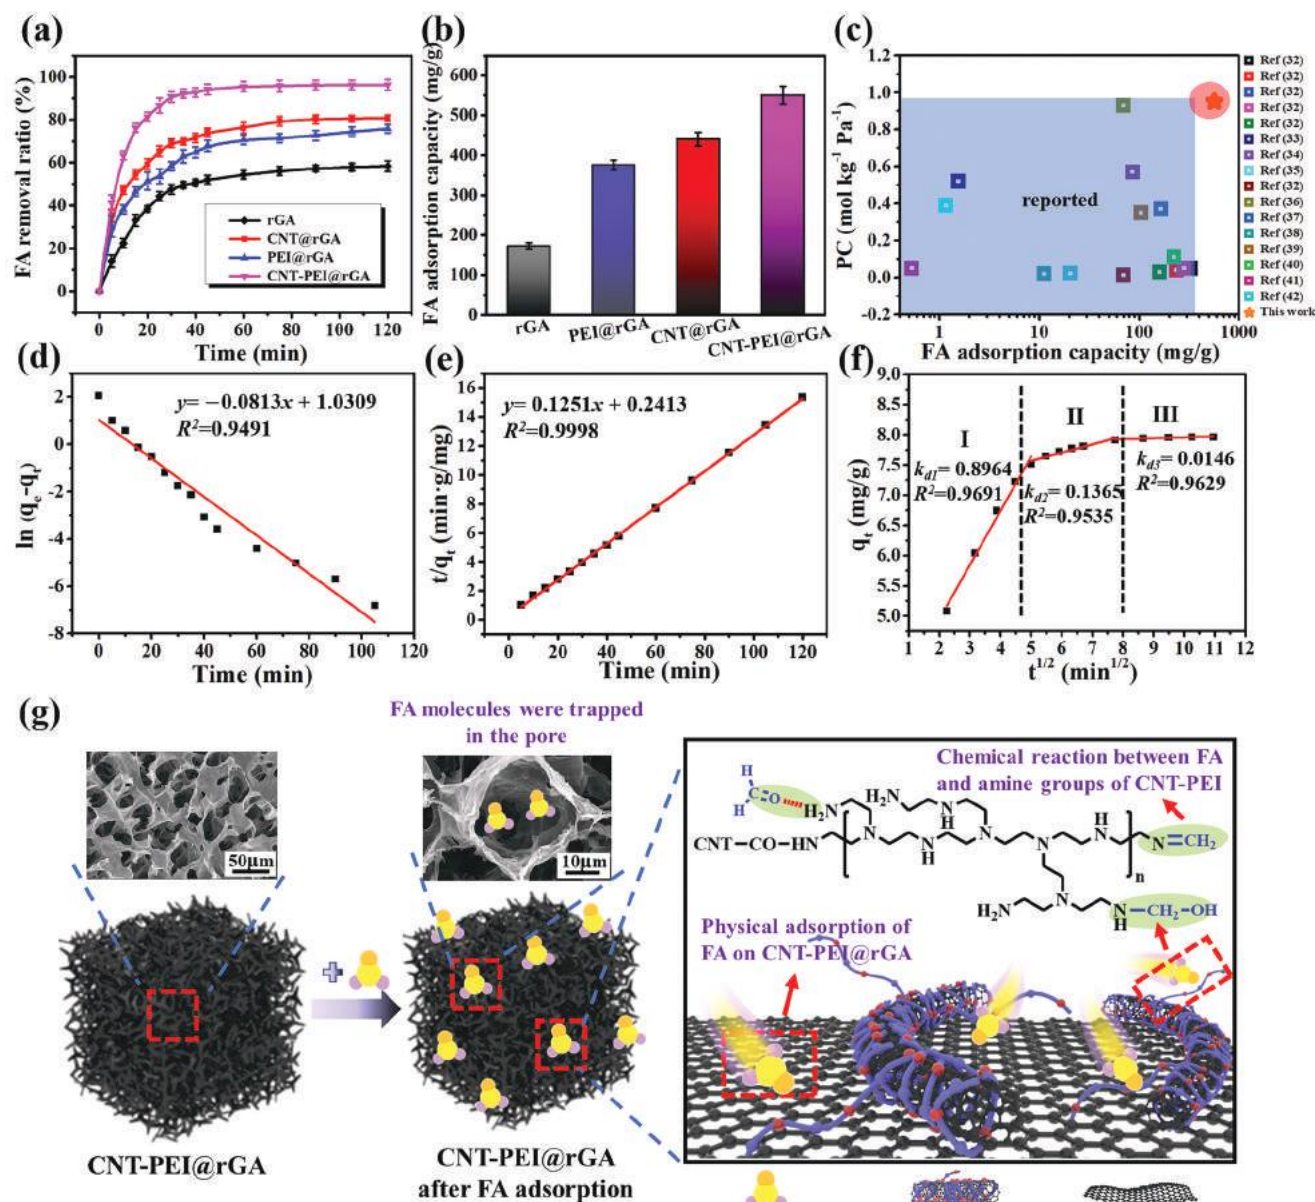 (a)
FA removal ratio (%)
100
80
60
40
20
0
rGA
CNT@rGA
PEI@rGA
CNT-PEI@rGA
0 20 40 60 80 100 120
Time (min)
(b)
FA adsorption capacity (mg/g)
600
500
400
300
200
100
0
rGA PEI@rGA CNT@rGA CNT-PEI@rGA
(c)
PC (mol kg⁻¹ Pa⁻¹)
1.2
1.0
0.8
0.6
0.4
0.2
0.0
-0.2
reported
1 10 100 1000
FA adsorption capacity (mg/g)
Ref (32)
Ref (32)
Ref (32)
Ref (32)
Ref (32)
Ref (33)
Ref (34)
Ref (35)
Ref (32)
Ref (36)
Ref (37)
Ref (38)
Ref (39)
Ref (40)
Ref (41)
Ref (42)
This work
(d)
ln (qₑ-qₜ)
2
0
-2
-4
-6
-8
y= −0.0813x + 1.0309
R²=0.9491
0 20 40 60 80 100 120
Time (min)
(e)
t/qₜ (min·g/mg)
16
14
12
10
8
6
4
2
0
y= 0.1251x + 0.2413
R²=0.9998
0 20 40 60 80 100 120
Time (min)
(f)
qₜ (mg/g)
9.0
8.5
8.0
7.5
7.0
6.5
6.0
5.5
5.0
I
II
III
k_d1= 0.8964
R²=0.9691
k_d2= 0.1365
R²=0.9535
k_d3= 0.0146
R²=0.9629
1 2 3 4 5 6 7 8 9 10 11 12
t^1/2 (min^1/2)
(g)
FA molecules were trapped
in the pore
50μm
10μm
CNT-PEI@rGA
CNT-PEI@rGA
after FA adsorption
Chemical reaction between FA
and amine groups of CNT-PEI
H
C=O
H
H₂N
H₂N
N
H
CNT-CO-HN
N
N
H
N
N
H
N
N=CH₂
n
H₂N
N
N
H
CH₂-OH
Physical adsorption of
FA on CNT-PEI@rGA